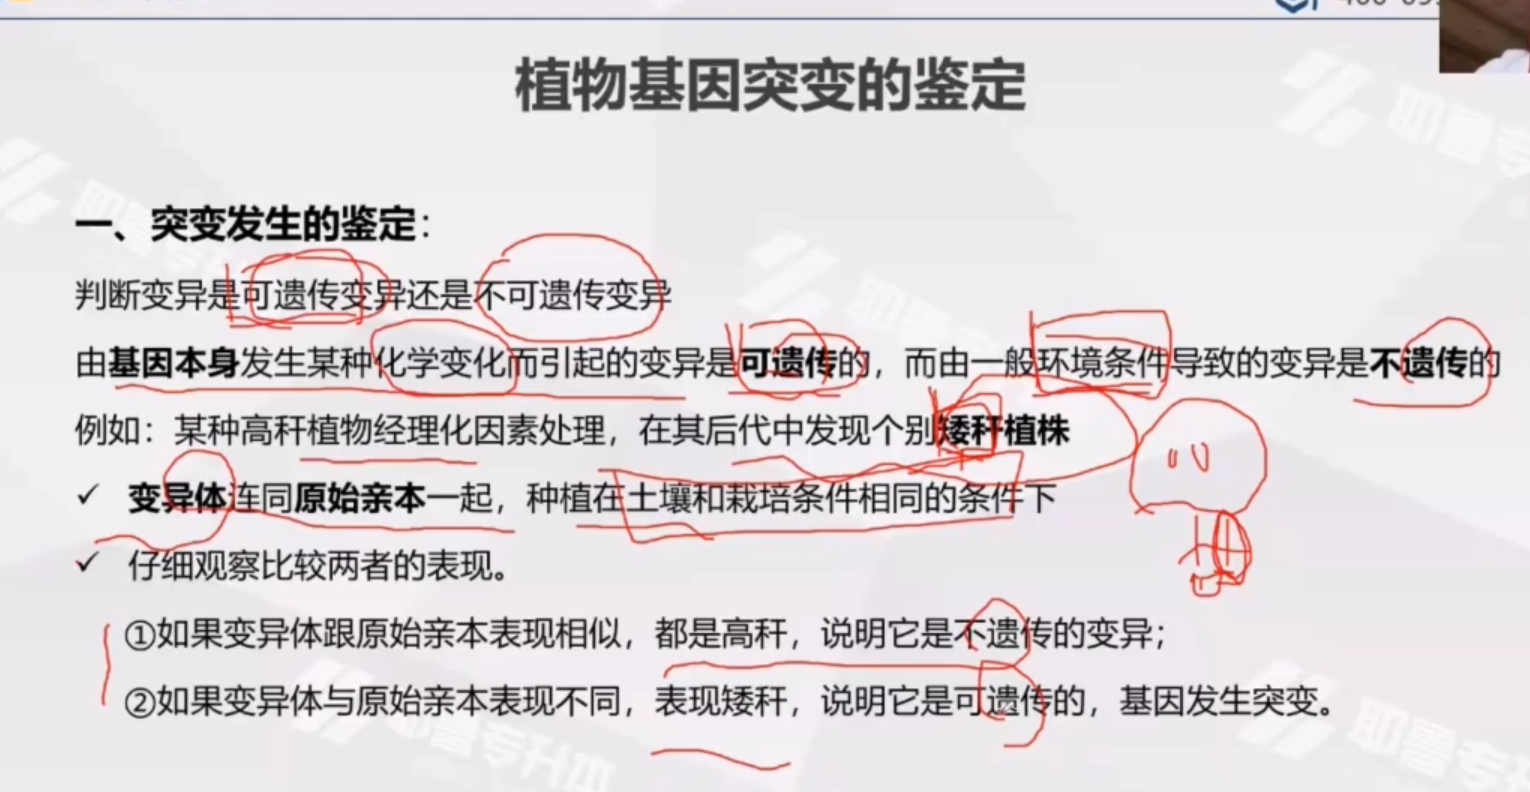 植物基因突变的鉴定
一、突变发生的鉴定：
判断变异是可遗传变异还是不可遗传变异
由基因本身发生某种化学变化而引起的变异是可遗传的，而由一般环境条件导致的变异是不遗传的
例如：某种高秆植物经理化因素处理，在其后代中发现个别矮秆植株
✓ 变异体连同原始亲本一起，种植在土壤和栽培条件相同的条件下
✓ 仔细观察比较两者的表现。
①如果变异体跟原始亲本表现相似，都是高秆，说明它是不遗传的变异；
②如果变异体与原始亲本表现不同，表现矮秆，说明它是可遗传的，基因发生突变。